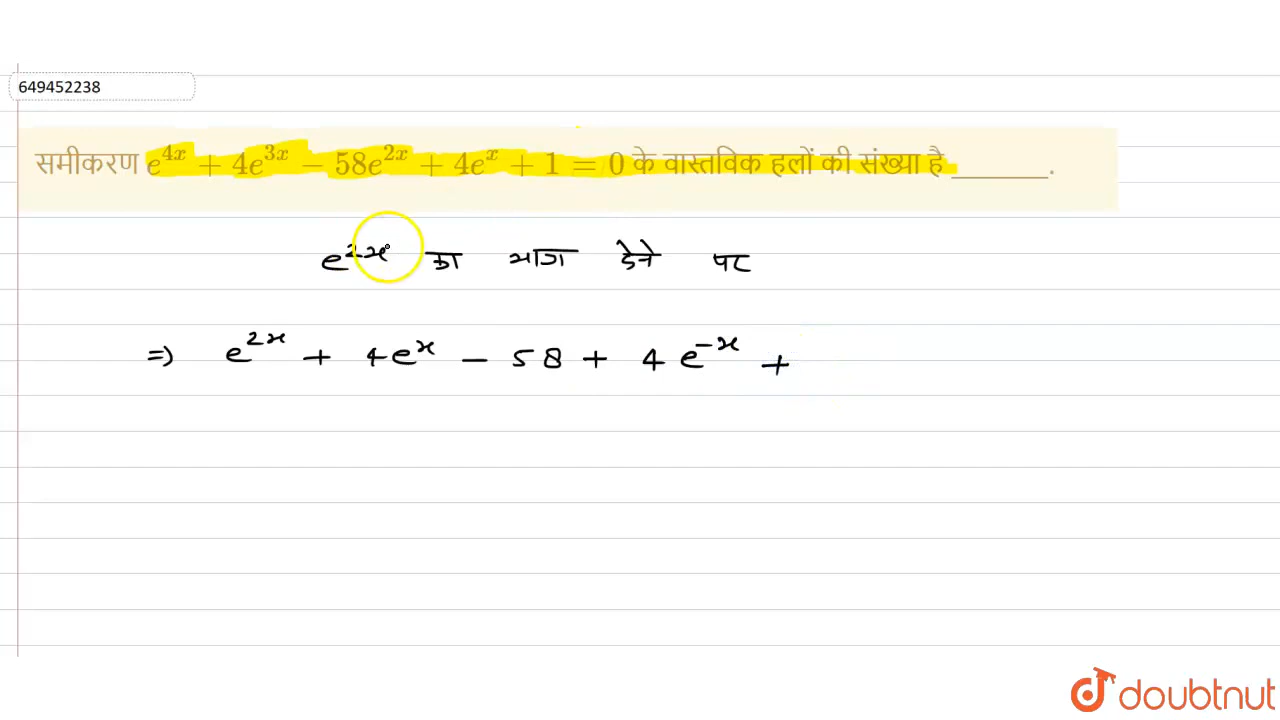 649452238
समीकरण e^{4x} + 4e^{3x} − 58e^{2x} + 4e^{x} + 1 = 0 के वास्तविक हलों की संख्या है ______.
e^{2x} का भाग देने पर
⇒ e^{2x} + 4e^{x} − 58 + 4e^{−x} +
doubtnut